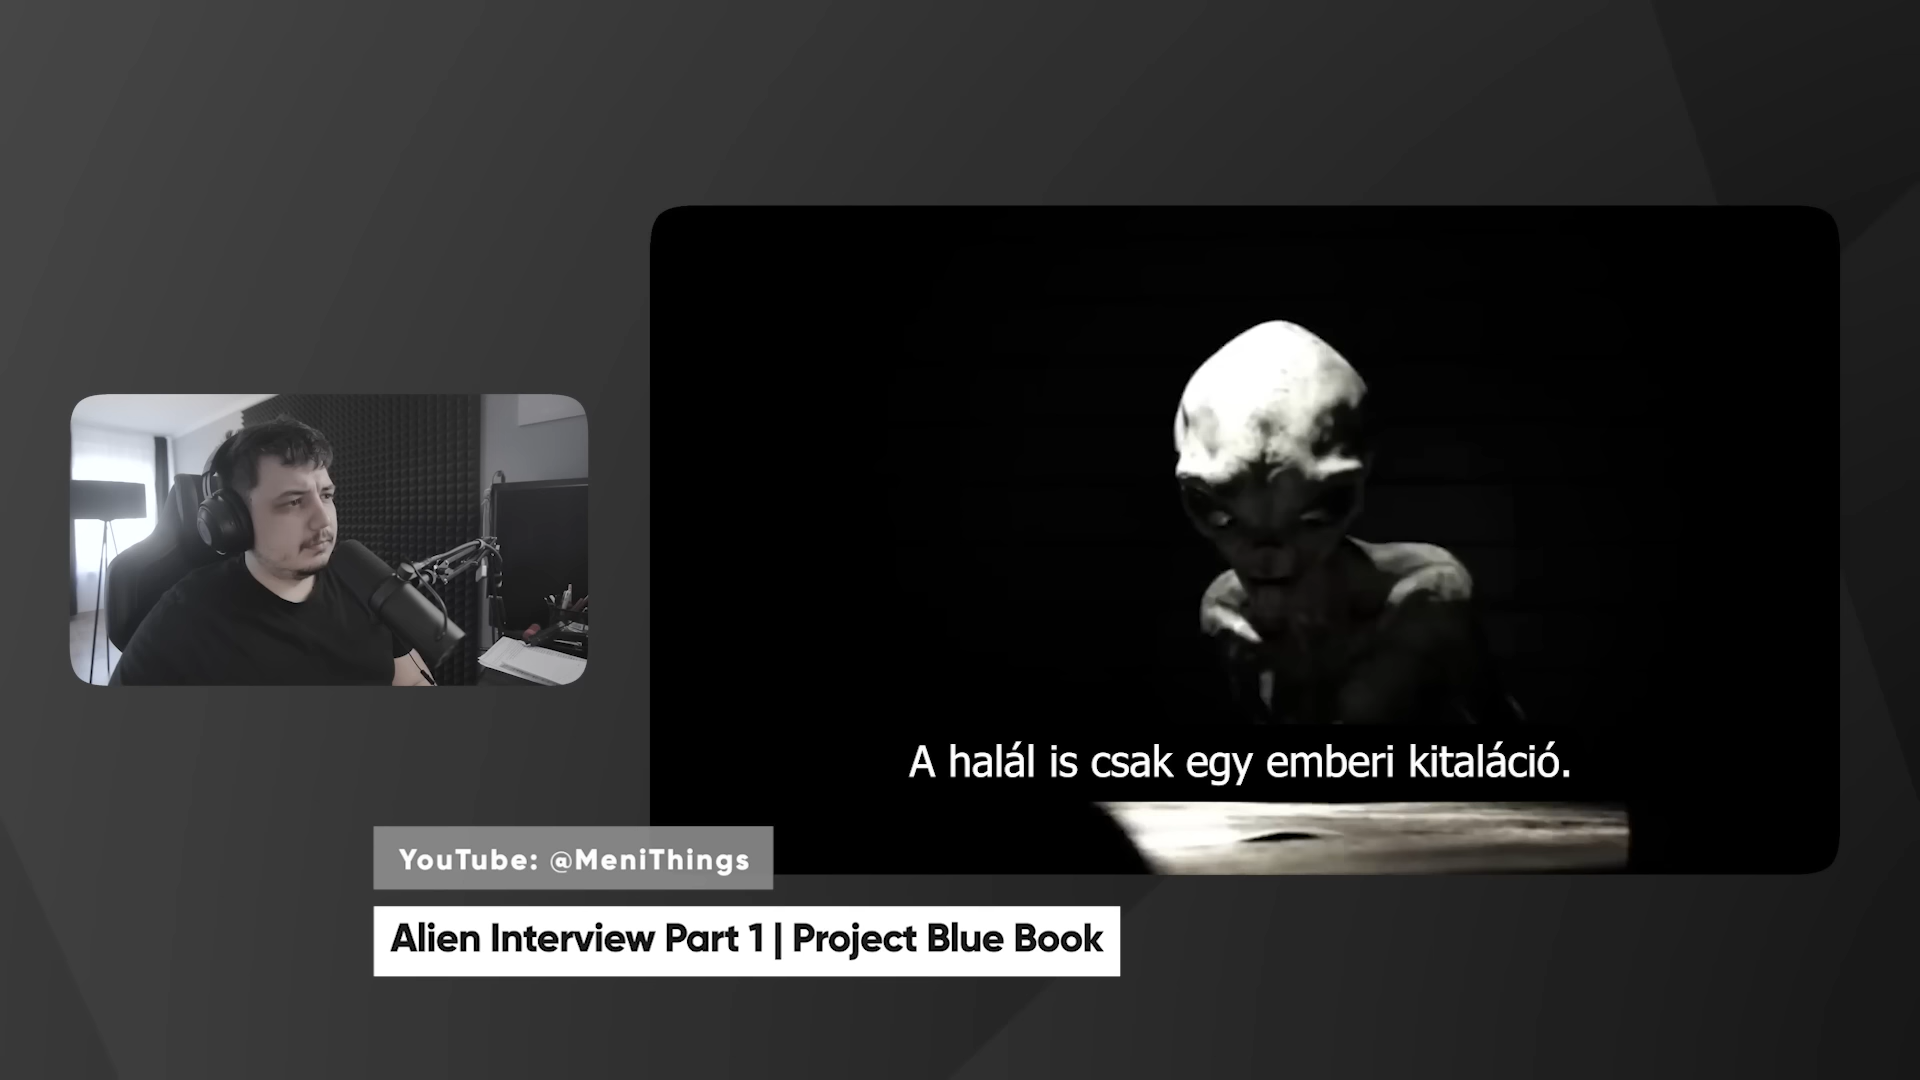 A halál is csak egy emberi kitaláció.
YouTube: @MeniThings
Alien Interview Part 1 | Project Blue Book